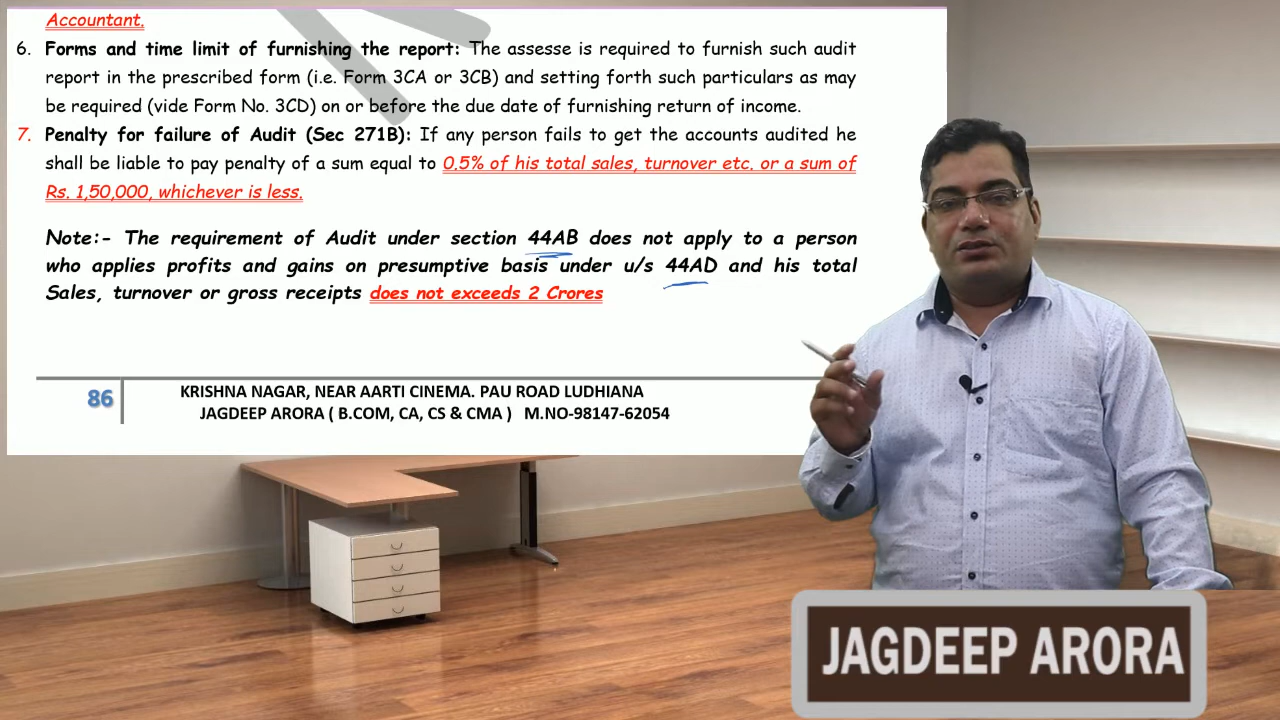 Accountant.
6. Forms and time limit of furnishing the report: The assesse is required to furnish such audit
report in the prescribed form (i.e. Form 3CA or 3CB) and setting forth such particulars as may
be required (vide Form No. 3CD) on or before the due date of furnishing return of income.
7. Penalty for failure of Audit (Sec 271B): If any person fails to get the accounts audited he
shall be liable to pay penalty of a sum equal to 0.5% of his total sales, turnover etc. or a sum of
Rs. 1,50,000, whichever is less.
Note:- The requirement of Audit under section 44AB does not apply to a person
who applies profits and gains on presumptive basis under u/s 44AD and his total
Sales, turnover or gross receipts does not exceeds 2 Crores
86
KRISHNA NAGAR, NEAR AARTI CINEMA. PAU ROAD LUDHIANA
JAGDEEP ARORA ( B.COM, CA, CS & CMA ) M.NO-98147-62054
JAGDEEP ARORA